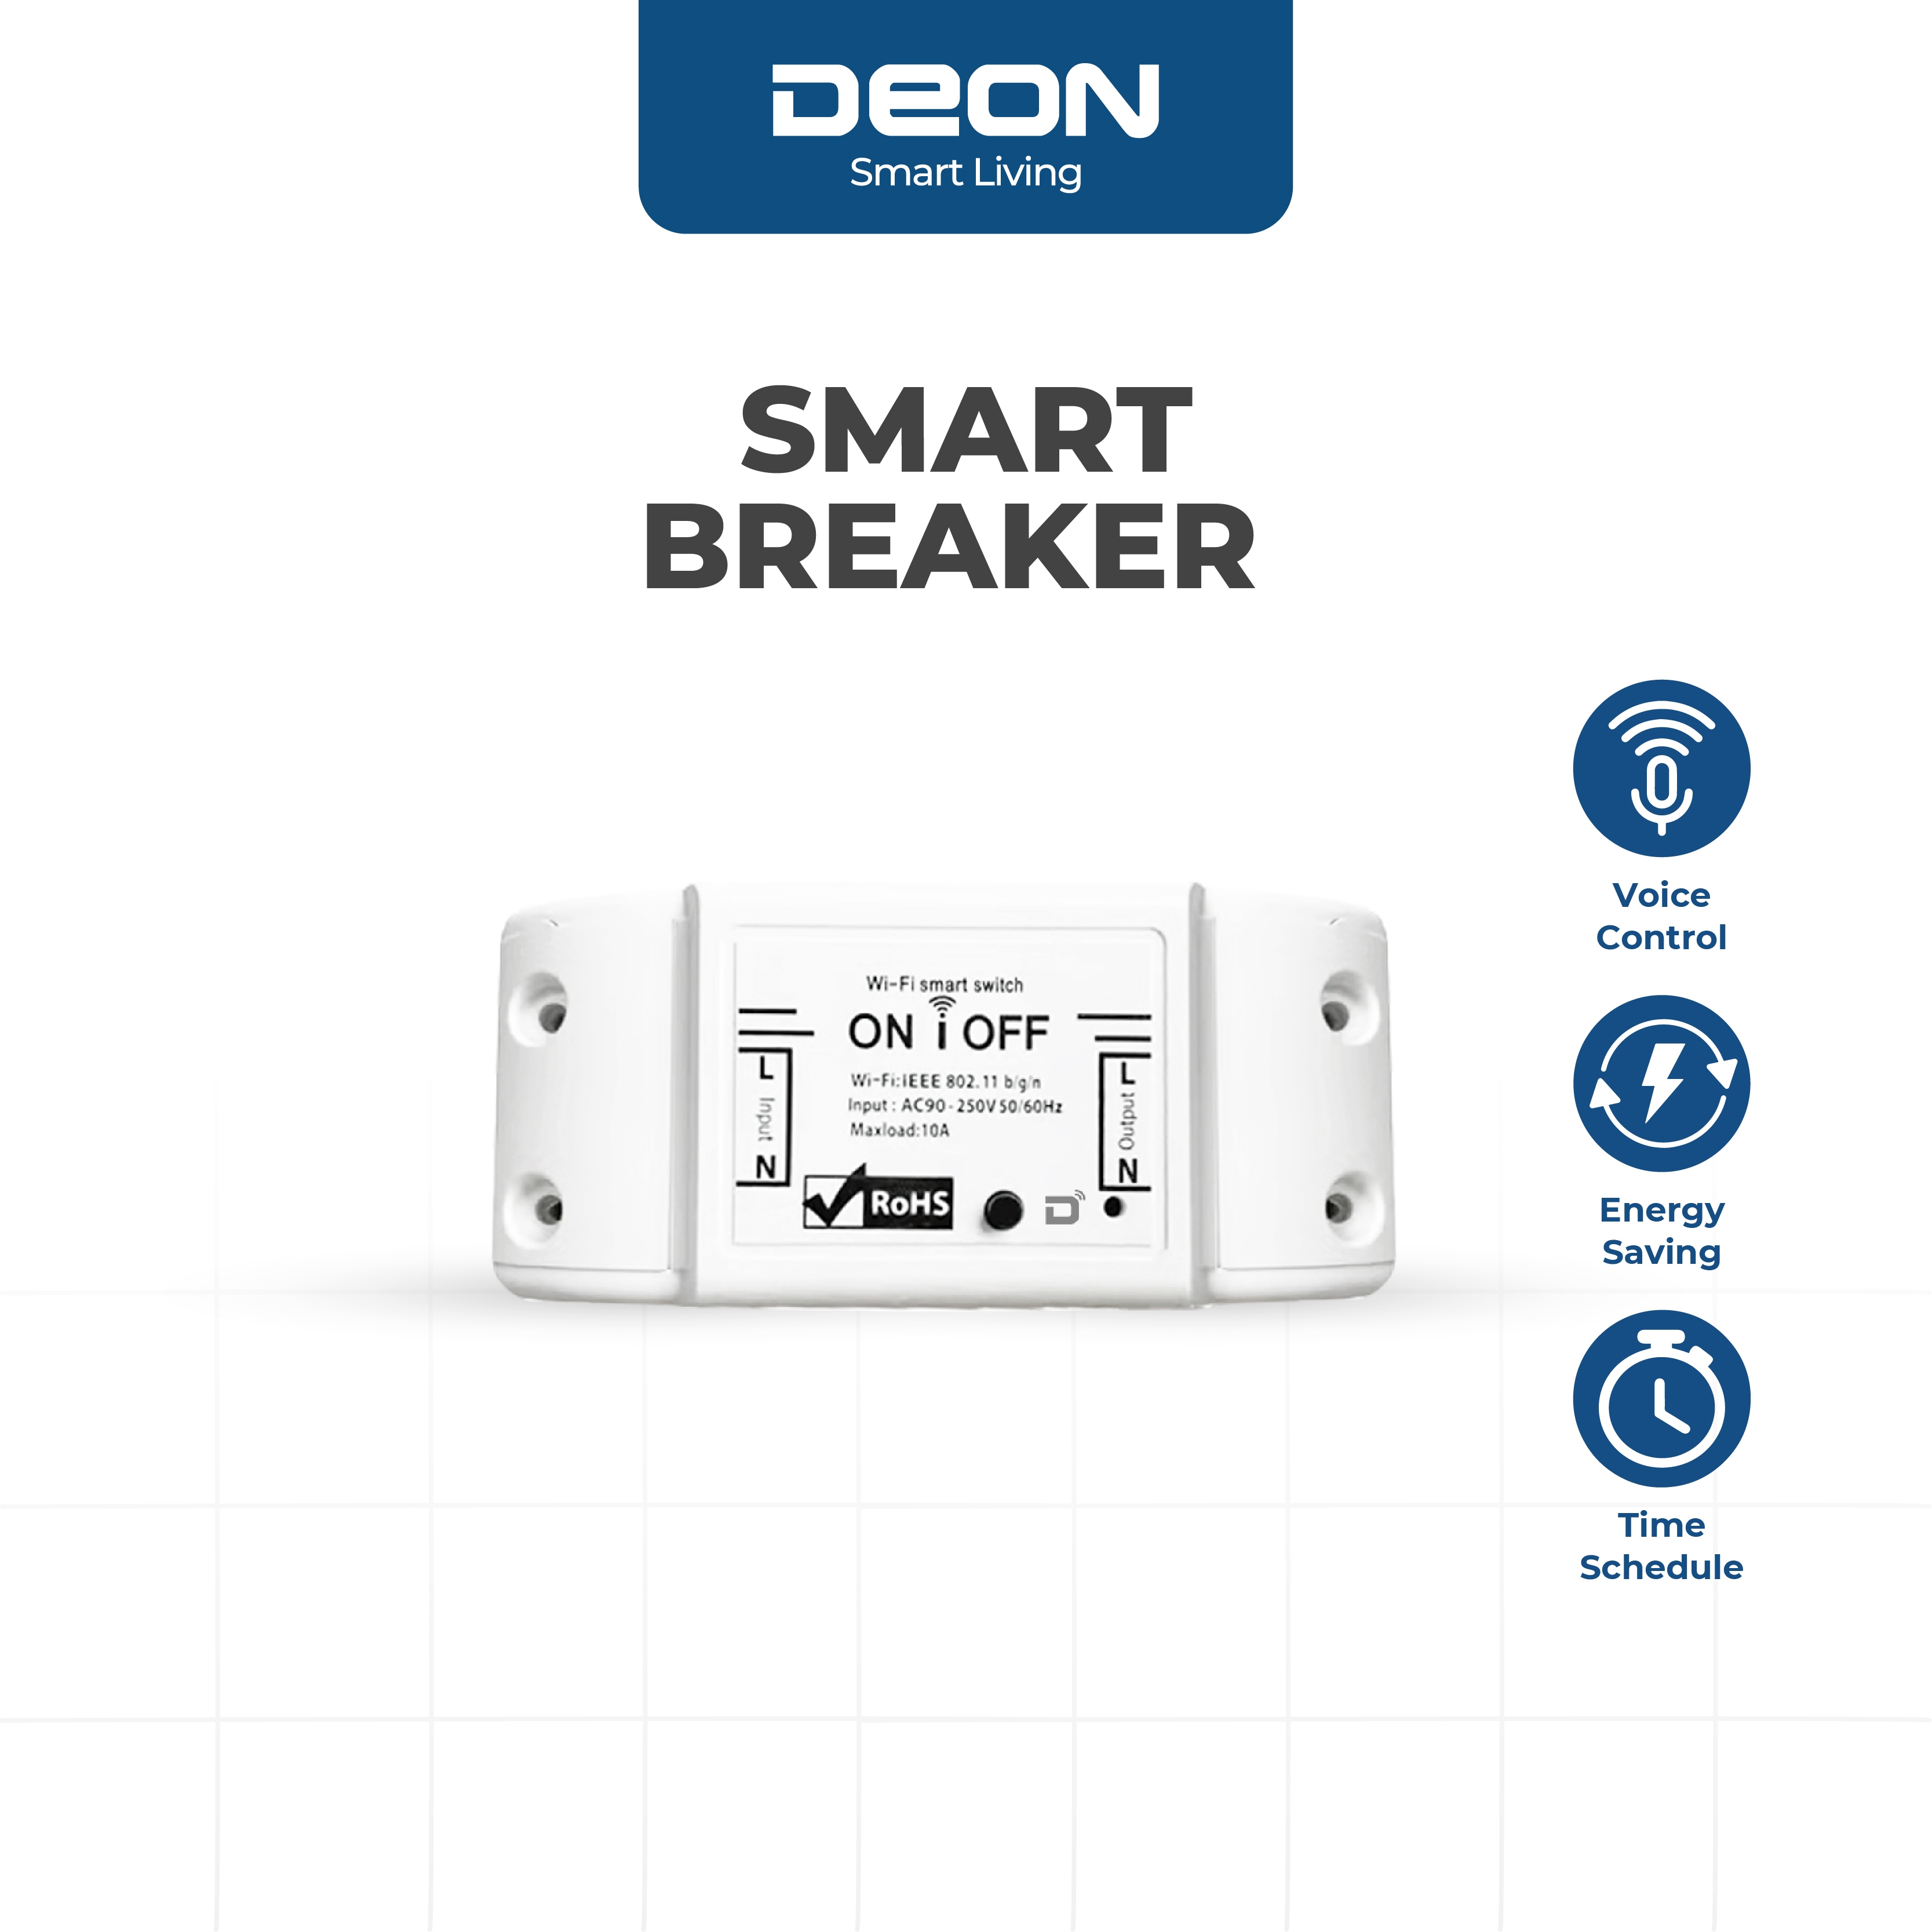 DeON
Smart Living
SMART
BREAKER
Voice
Control
Energy
Saving
Time
Schedule
Wi-Fi smart switch
ON i OFF
Wi-Fi:IEEE 802.11 b/g/n
Input : AC90-250V 50/60Hz
Maxload:10A
L
Input
N
L
Output
N
RoHS
D